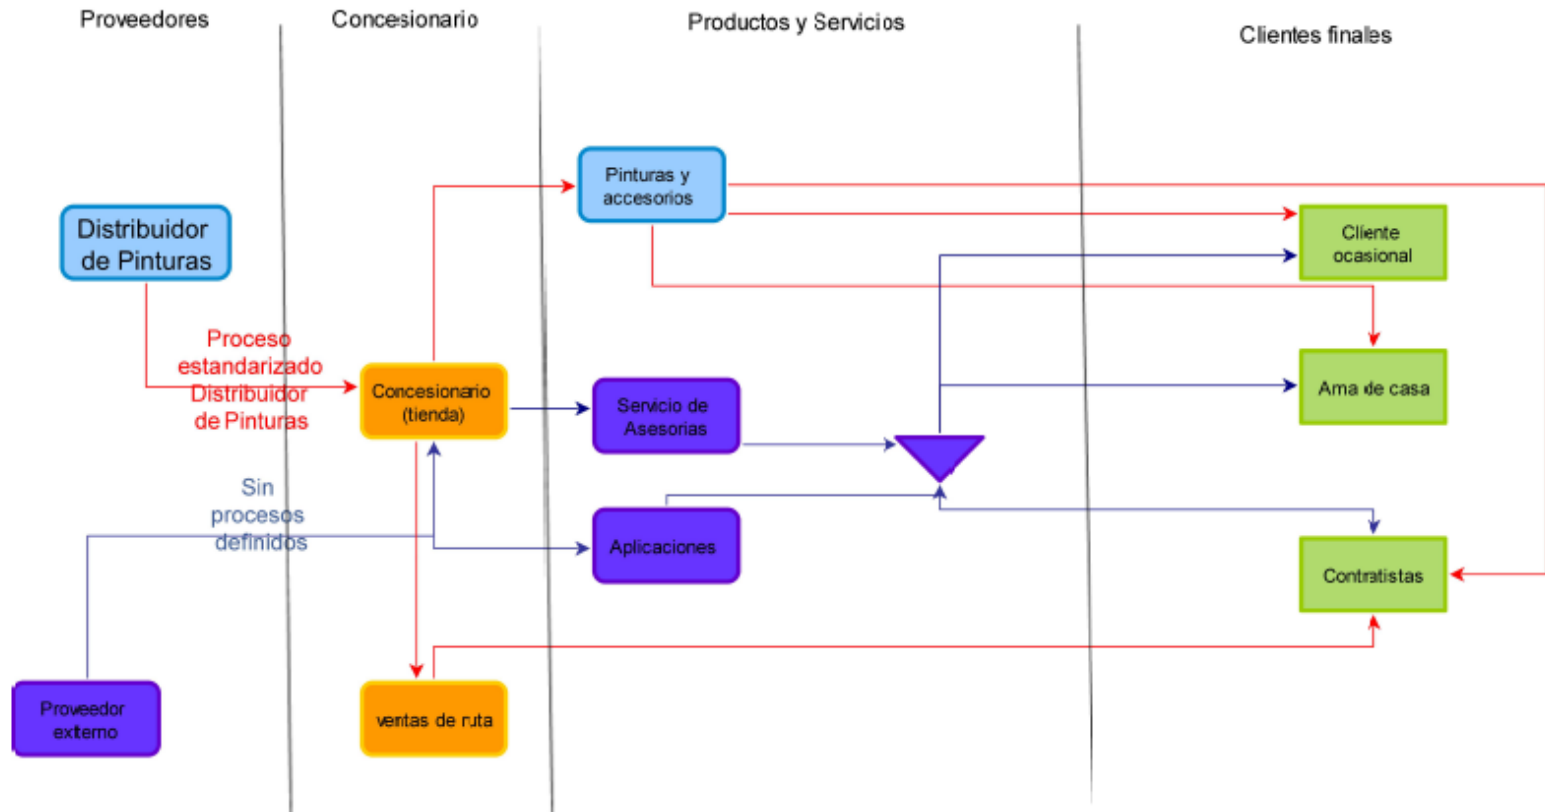 Proveedores
Concesionario
Productos y Servicios
Clientes finales
Pinturas y
accesorios
Distribuidor
de Pinturas
Cliente
ocasional
Proceso
estandarizado
Distribuidor
de Pinturas
Concesionario
(tienda)
Servicio de
Asesorias
Ama de casa
Sin
procesos
definidos
Aplicaciones
Contratistas
Proveedor
externo
ventas de ruta